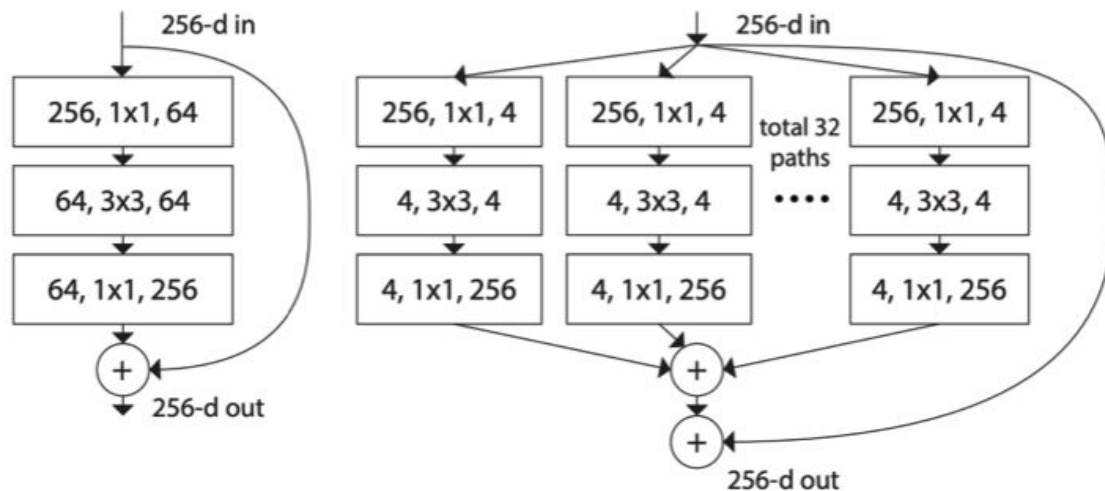 256-d in
256, 1x1, 64
64, 3x3, 64
64, 1x1, 256
+
256-d out
256-d in
256, 1x1, 4
256, 1x1, 4
total 32
paths
256, 1x1, 4
4, 3x3, 4
4, 3x3, 4
....
4, 3x3, 4
4, 1x1, 256
4, 1x1, 256
4, 1x1, 256
+
+
256-d out